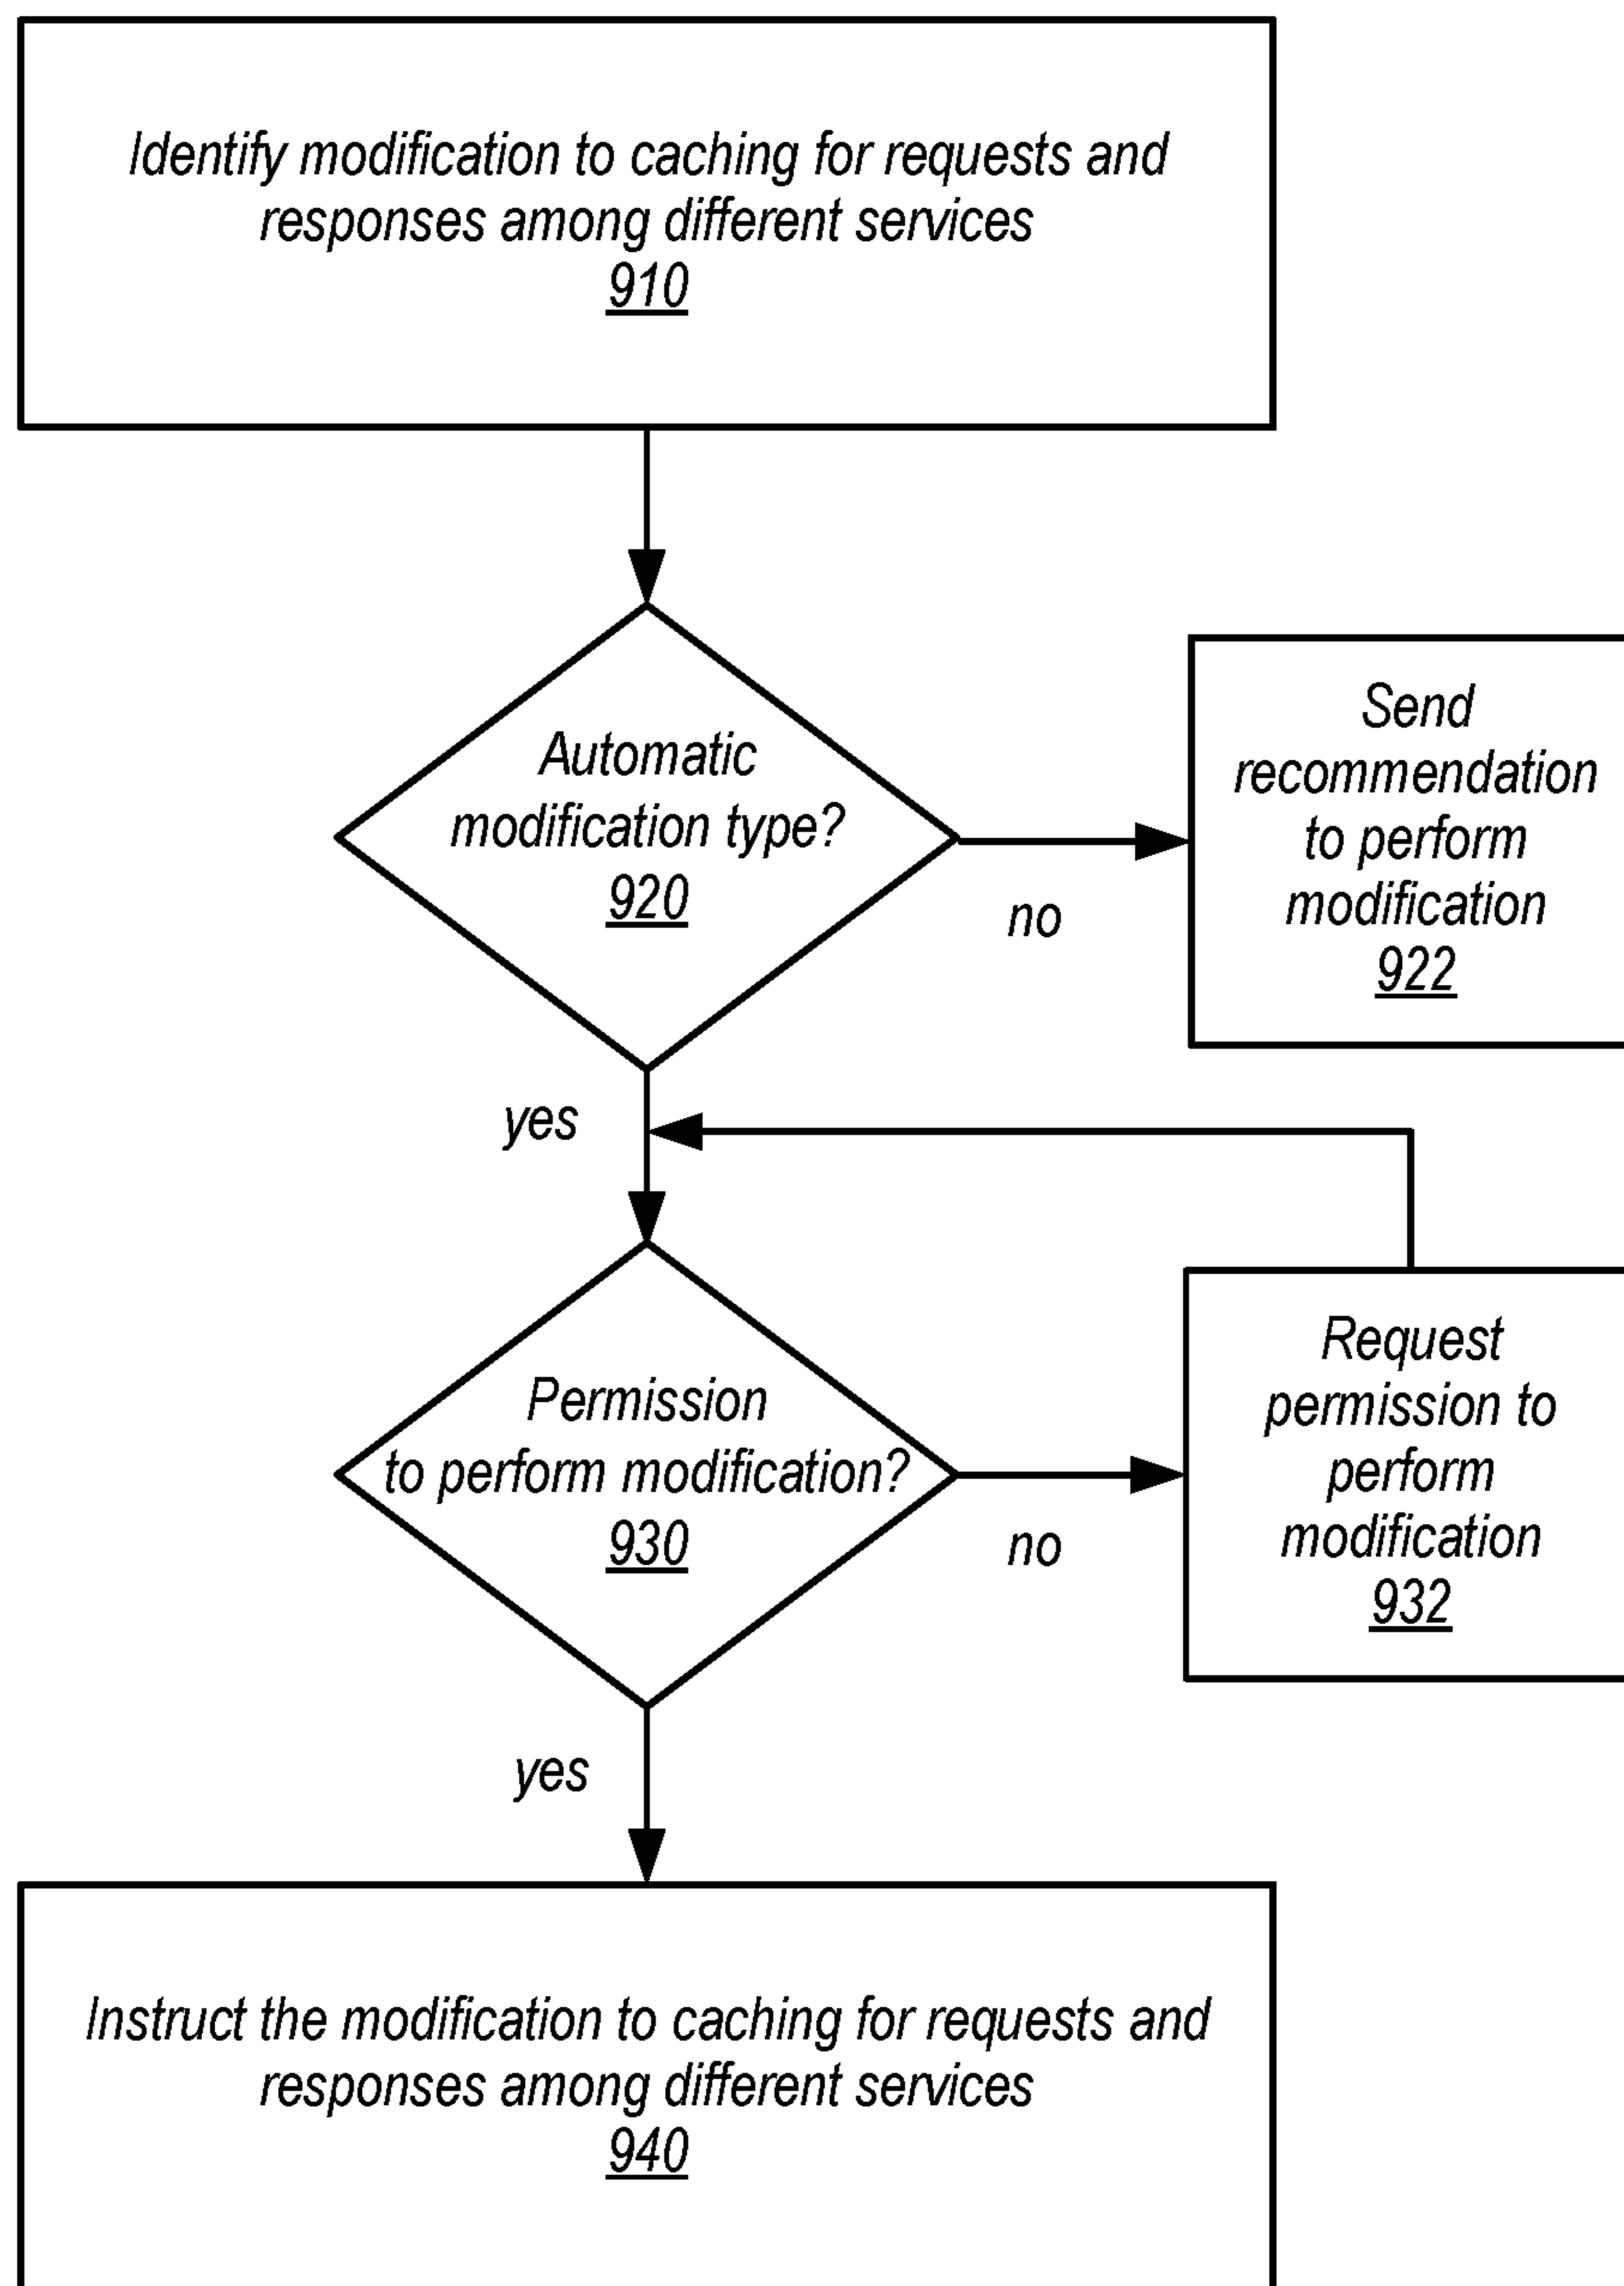 Identify modification to caching for requests and
responses among different services
910
Automatic
modification type?
920
no
Send
recommendation
to perform
modification
922
yes
Permission
to perform modification?
930
no
Request
permission to
perform
modification
932
yes
Instruct the modification to caching for requests and
responses among different services
940